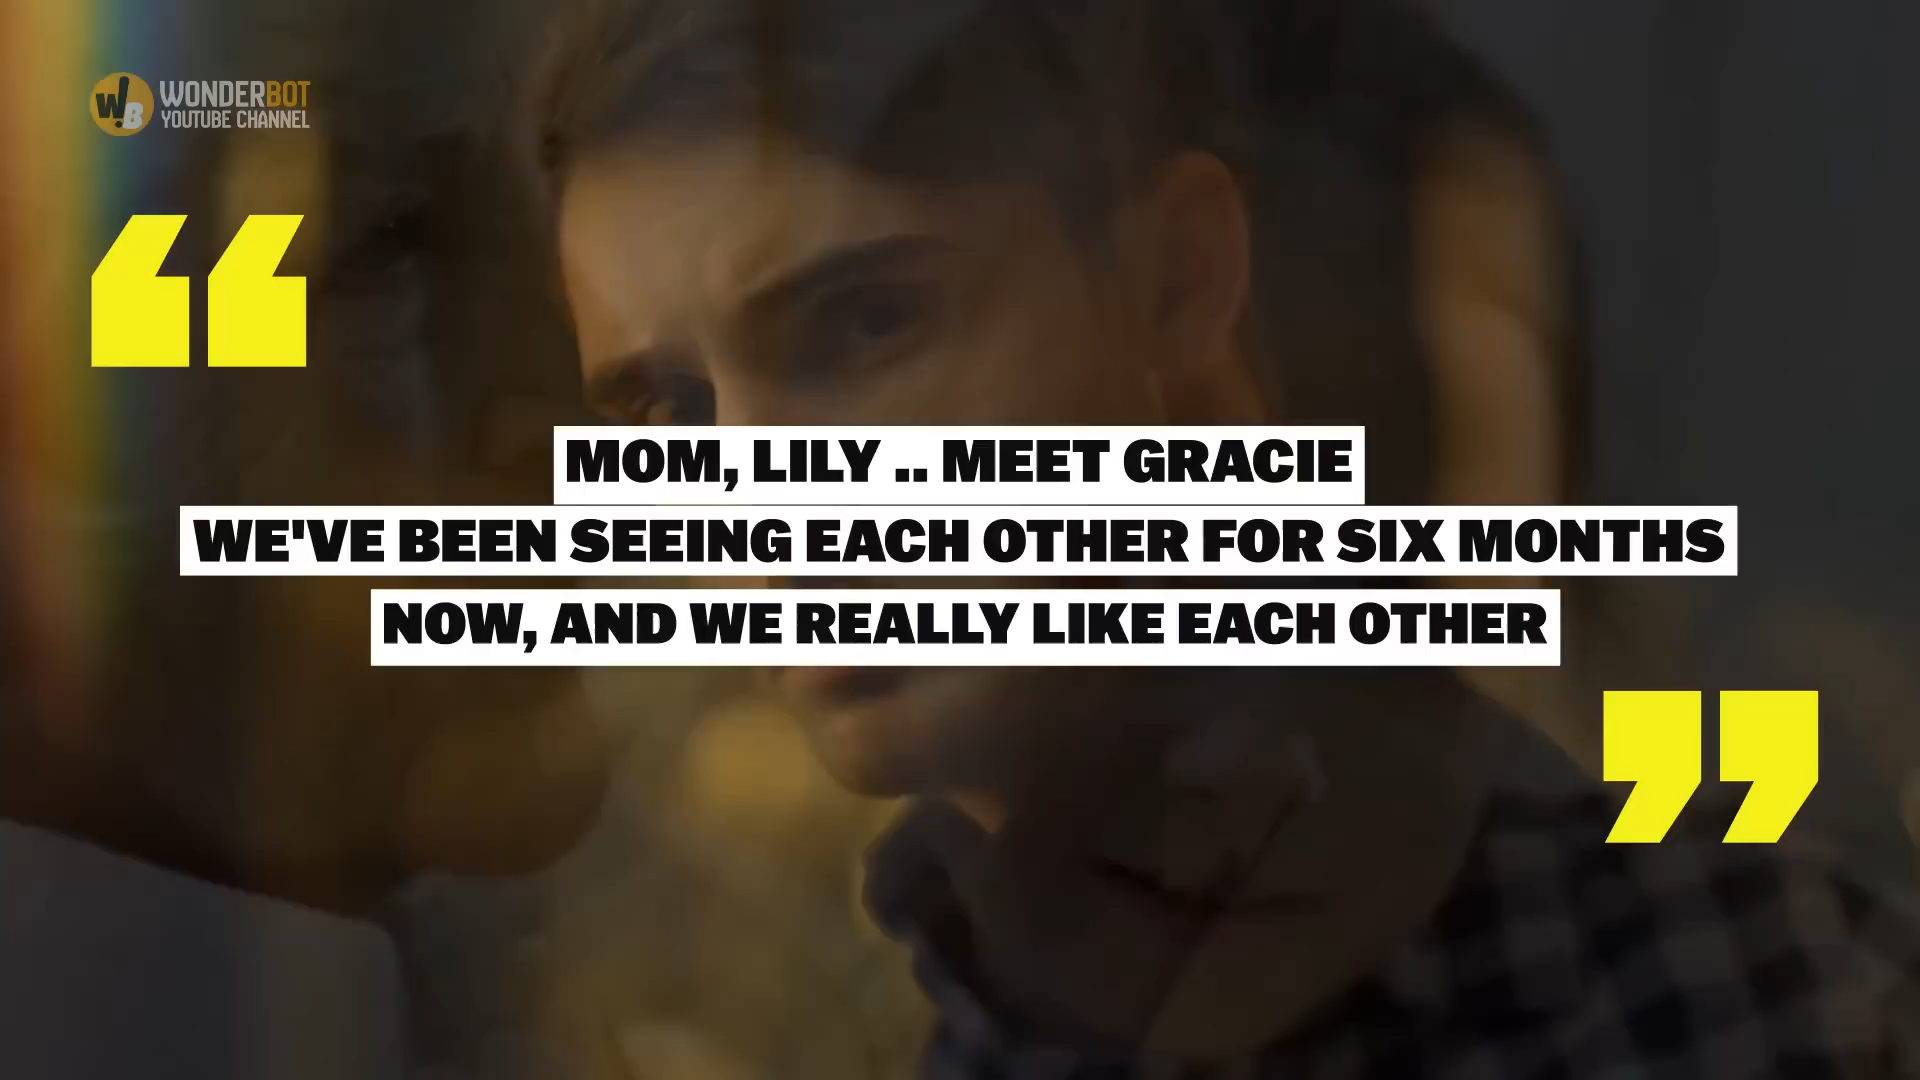 WONDERBOT
YOUTUBE CHANNEL
“
MOM, LILY .. MEET GRACIE
WE'VE BEEN SEEING EACH OTHER FOR SIX MONTHS
NOW, AND WE REALLY LIKE EACH OTHER
”